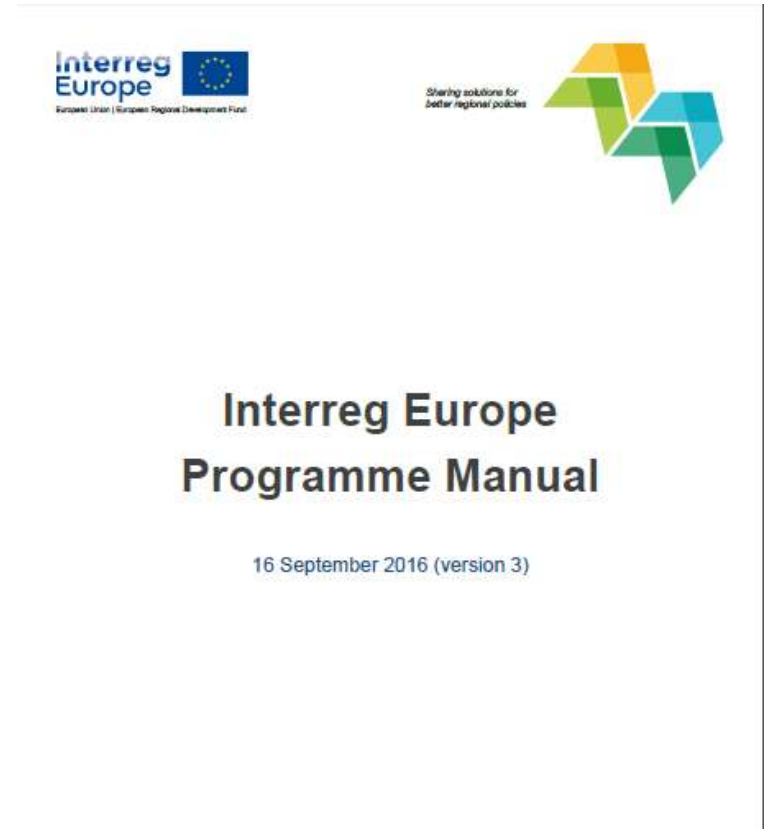 Interreg
Europe
European Union | European Regional Development Fund
Sharing solutions for
better regional policies
Interreg Europe
Programme Manual
16 September 2016 (version 3)